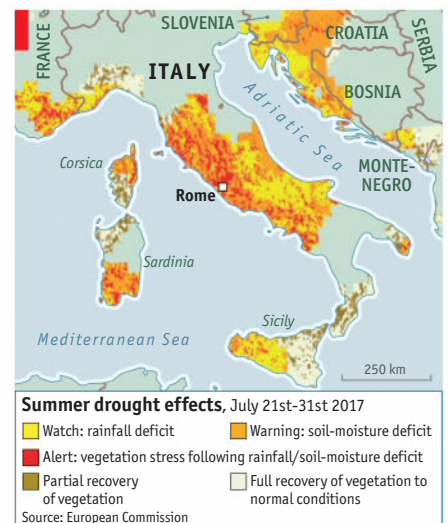 FRANCE
SLOVENIA
CROATIA
SERBIA
ITALY
BOSNIA
Adriatic Sea
MONTE-
NEGRO
Corsica
Rome
Sardinia
Mediterranean Sea
Sicily
250 km
Summer drought effects, July 21st-31st 2017
Watch: rainfall deficit
Warning: soil-moisture deficit
Alert: vegetation stress following rainfall/soil-moisture deficit
Partial recovery
of vegetation
Full recovery of vegetation to
normal conditions
Source: European Commission